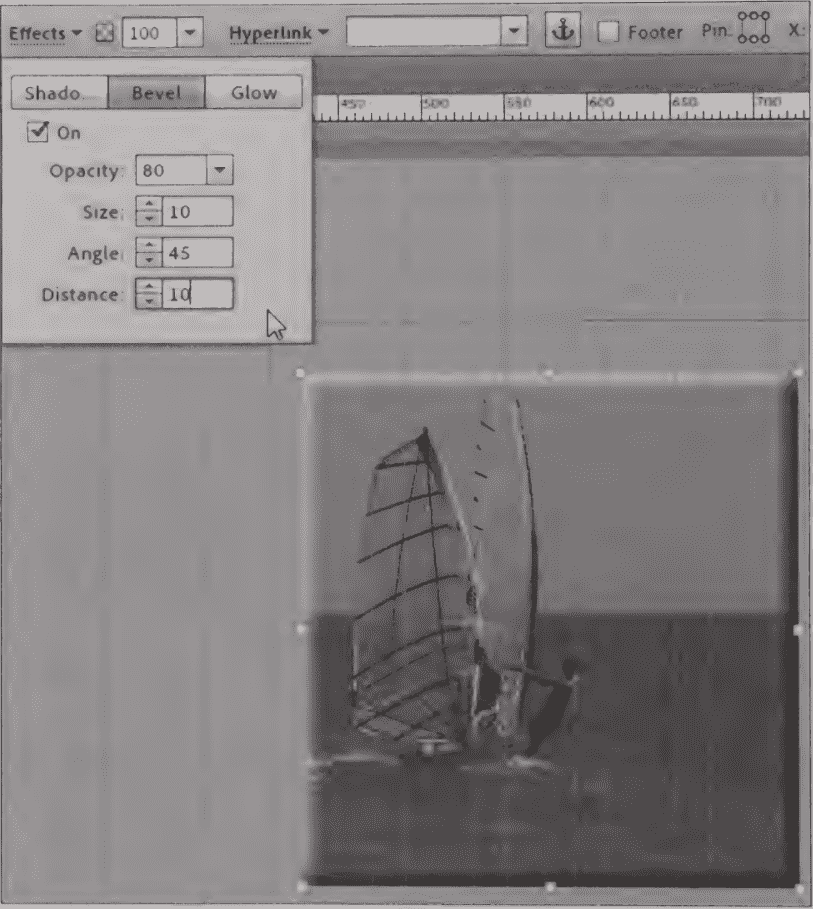 Effects 100 Hyperlink Footer Pin: X:
Shado... Bevel Glow
450 500 550 600 650 700
On
Opacity: 80
Size: 10
Angle: 45
Distance: 10